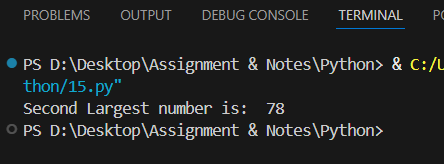 PROBLEMS OUTPUT DEBUG CONSOLE TERMINAL
PS D:\Desktop\Assignment & Notes\Python> & C:/U
thon/15.py"
Second Largest number is:  78
PS D:\Desktop\Assignment & Notes\Python>